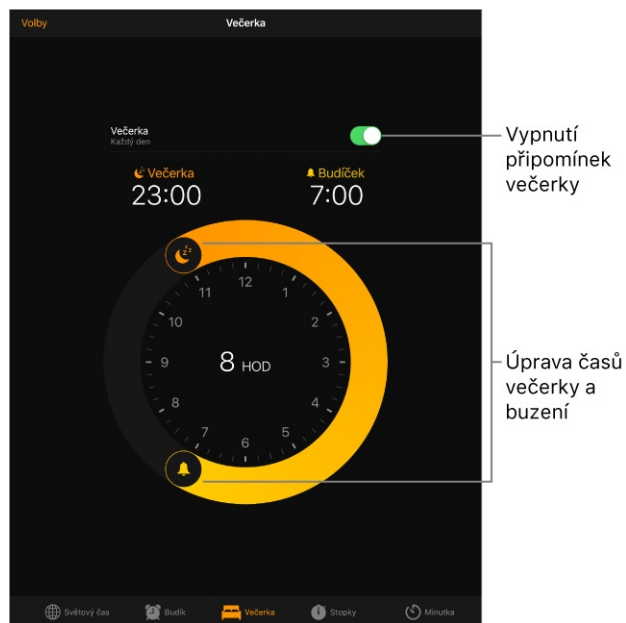 Volby
Večerka
Večerka
Každý den
Vypnutí
připomínek
večerky
Večerka
Budíček
23:00
7:00
12
1
2
3
4
5
6
7
8
9
10
11
8 HOD
Úprava časů
večerky a
buzení
Světový čas
Budík
Večerka
Stopky
Minutka